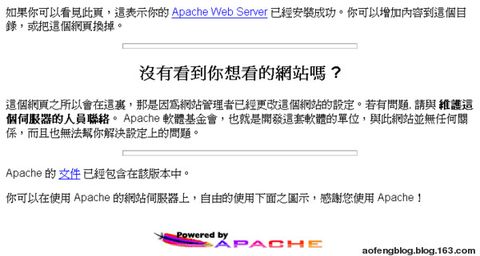 如果你可以看見此頁，這表示你的 Apache Web Server 已經安裝成功。你可以增加內容到這個目
錄，或把這個網頁換掉。
沒有看到你想看的網站嗎？
這個網頁之所以會在這裏，那是因爲網站管理者已經更改這個網站的設定。若有問題, 請與 維護這
個伺服器的人員聯絡。 Apache 軟體基金會，也就是開發這套軟體的單位，與此網站並無任何關
係，而且也無法幫你解決設定上的問題。
Apache 的 文件 已經包含在該版本中。
你可以在使用 Apache 的網站伺服器上，自由的使用下面之圖示，感謝您使用 Apache！
Powered by
APACHE
aofengblog.blog.163.com